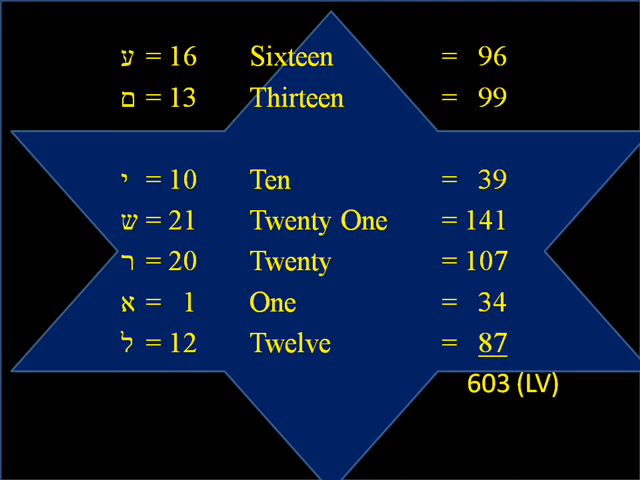 ע = 16 Sixteen = 96
ם = 13 Thirteen = 99
י = 10 Ten = 39
ש = 21 Twenty One = 141
ר = 20 Twenty = 107
א = 1 One = 34
ל = 12 Twelve = 87
603 (LV)